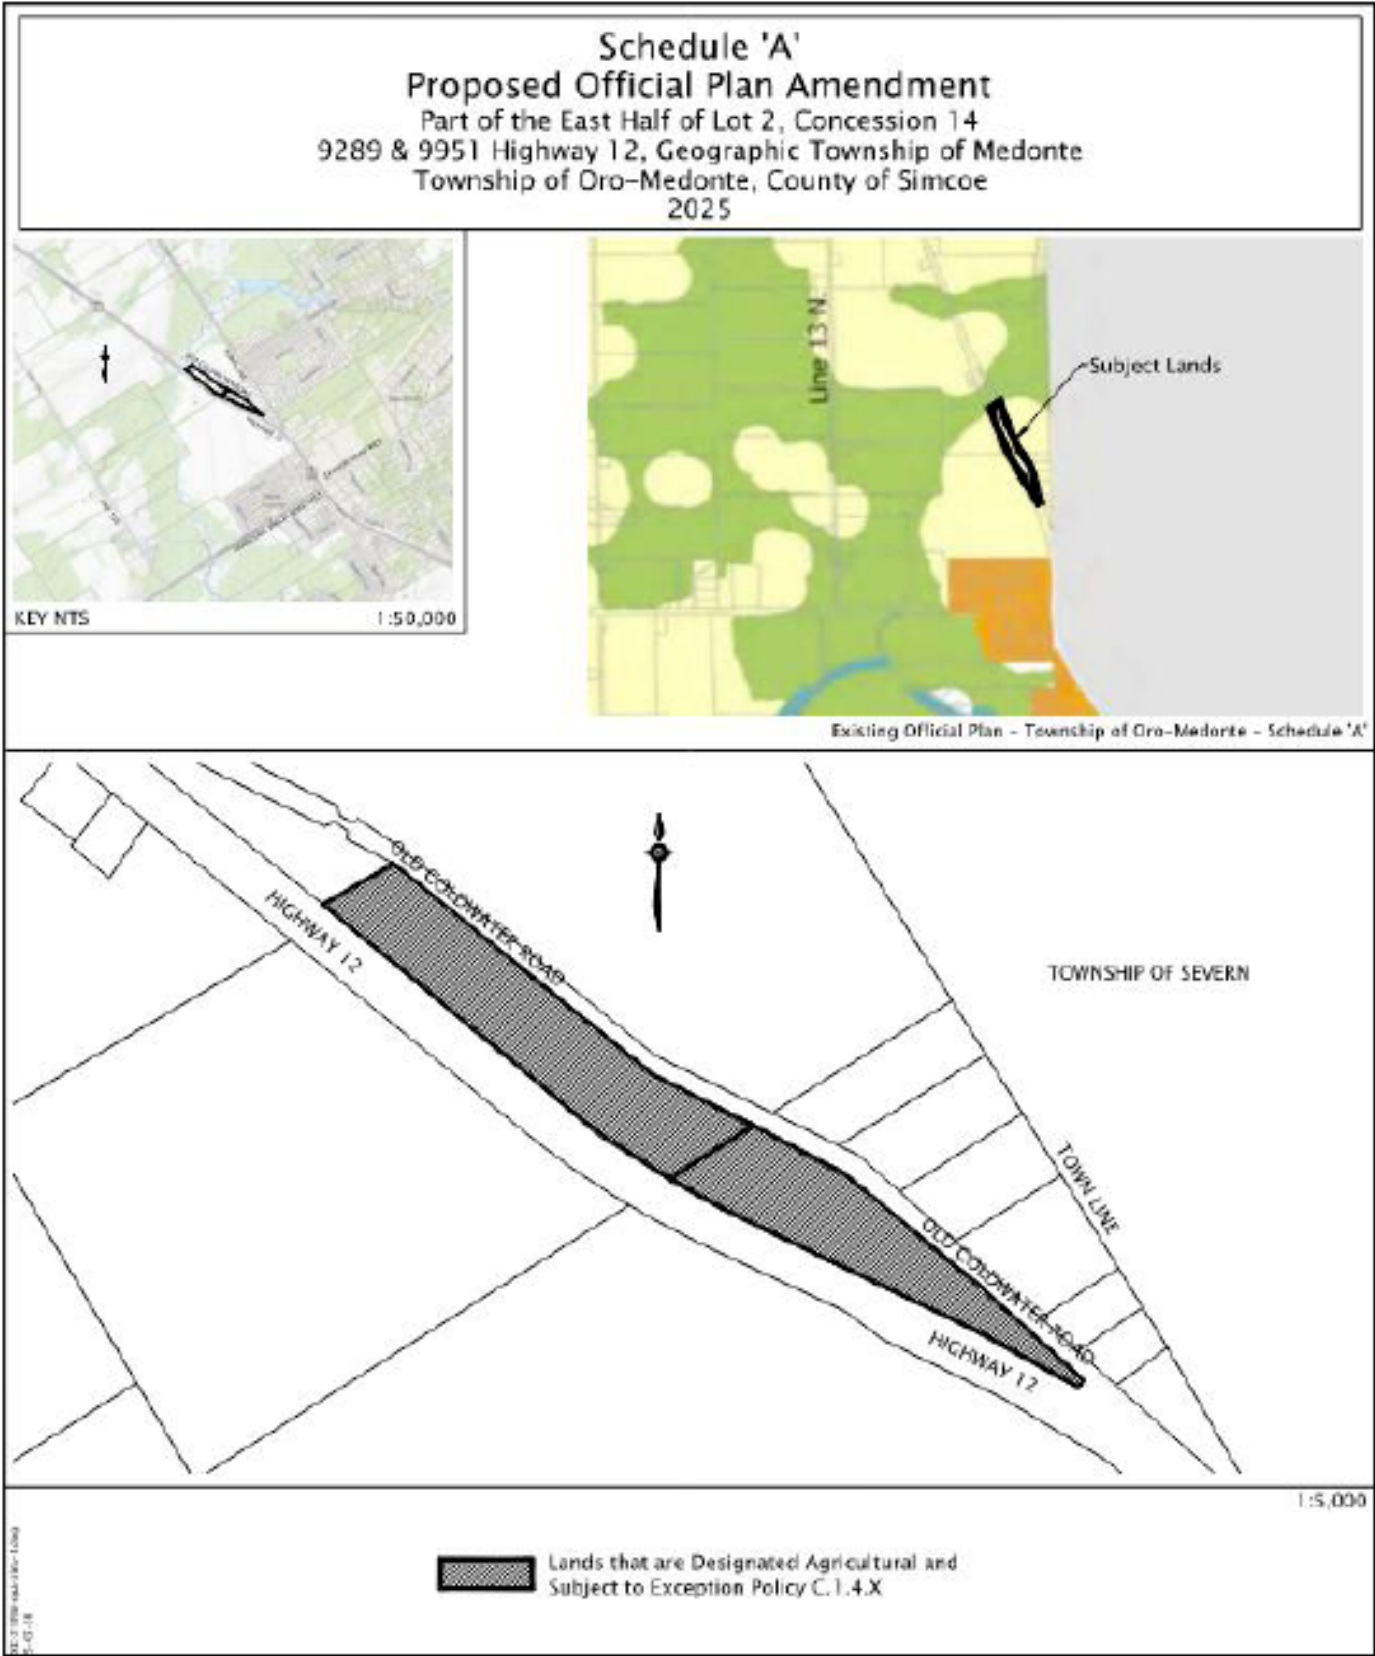 Schedule 'A'
Proposed Official Plan Amendment
Part of the East Half of Lot 2, Concession 14
9289 & 9951 Highway 12, Geographic Township of Medonte
Township of Oro-Medonte, County of Simcoe
2025
KEY NTS
1:50,000
Line 13 N
Subject Lands
Existing Official Plan - Township of Oro-Medonte - Schedule 'A'
OLD COLDWATER ROAD
HIGHWAY 12
TOWNSHIP OF SEVERN
TOWN LINE
OLD COLDWATER ROAD
HIGHWAY 12
1:5,000
Lands that are Designated Agricultural and
Subject to Exception Policy C.1.4.X